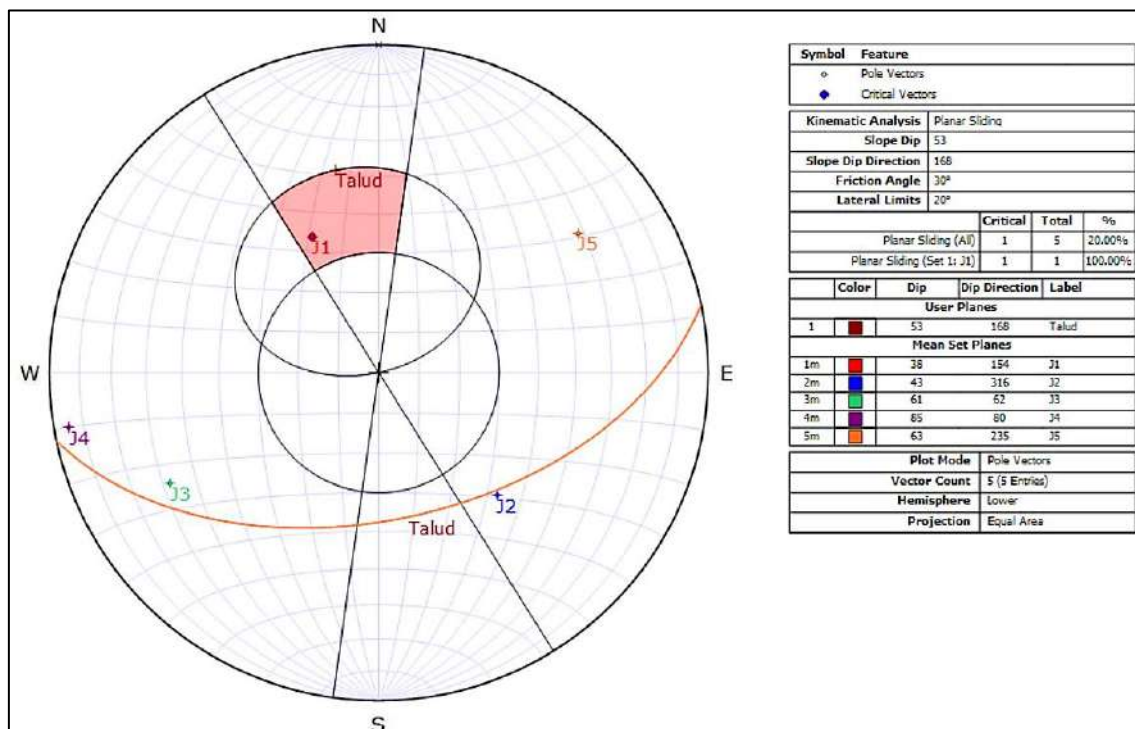 N
Talud
J1
J5
W
E
J4
J3
J2
Talud
S
Symbol Feature
Pole Vectors
Critical Vectors
Kinematic Analysis Planar Sliding
Slope Dip 53
Slope Dip Direction 168
Friction Angle 30°
Lateral Limits 20°
Critical Total %
Planar Sliding (All) 1 5 20.00%
Planar Sliding (Set 1: J1) 1 1 100.00%
Color Dip Dip Direction Label
User Planes
1 53 168 Talud
Mean Set Planes
1m 38 154 J1
2m 43 316 J2
3m 61 62 J3
4m 85 80 J4
5m 63 235 J5
Plot Mode Pole Vectors
Vector Count 5 (5 Entries)
Hemisphere Lower
Projection Equal Area